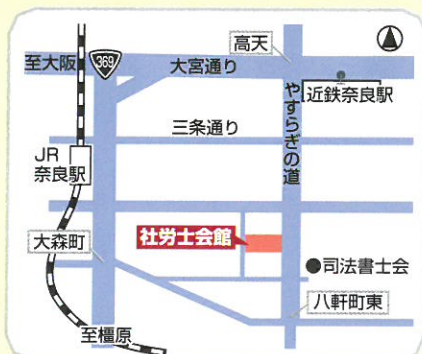 高天
至大阪
369
大宮通り
近鉄奈良駅
やすらぎの道
三条通り
JR
奈良駅
社労士会館
大森町
司法書士会
八軒町東
至橿原